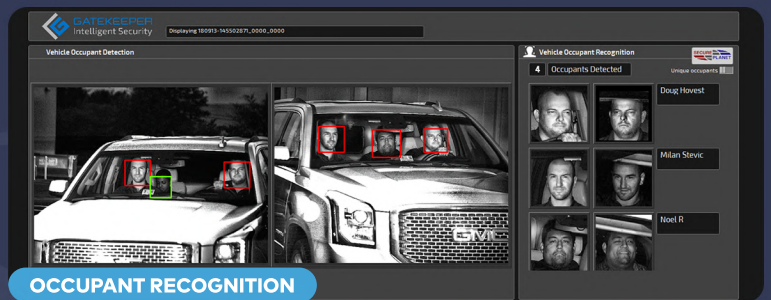 GATEKEEPER
Intelligent Security
Displaying 180913-145502871_0000_0000
Vehicle Occupant Detection
Vehicle Occupant Recognition
SECURE
PLANET
4 Occupants Detected
Unique occupants
Doug Hovest
Milan Stevic
Noel R
GMC
OCCUPANT RECOGNITION